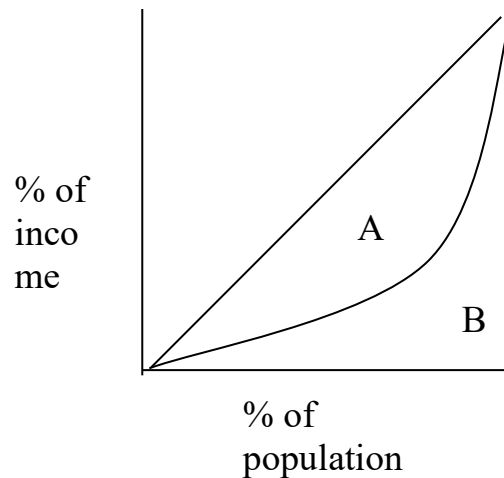 % of
inco
me
A
B
% of
population